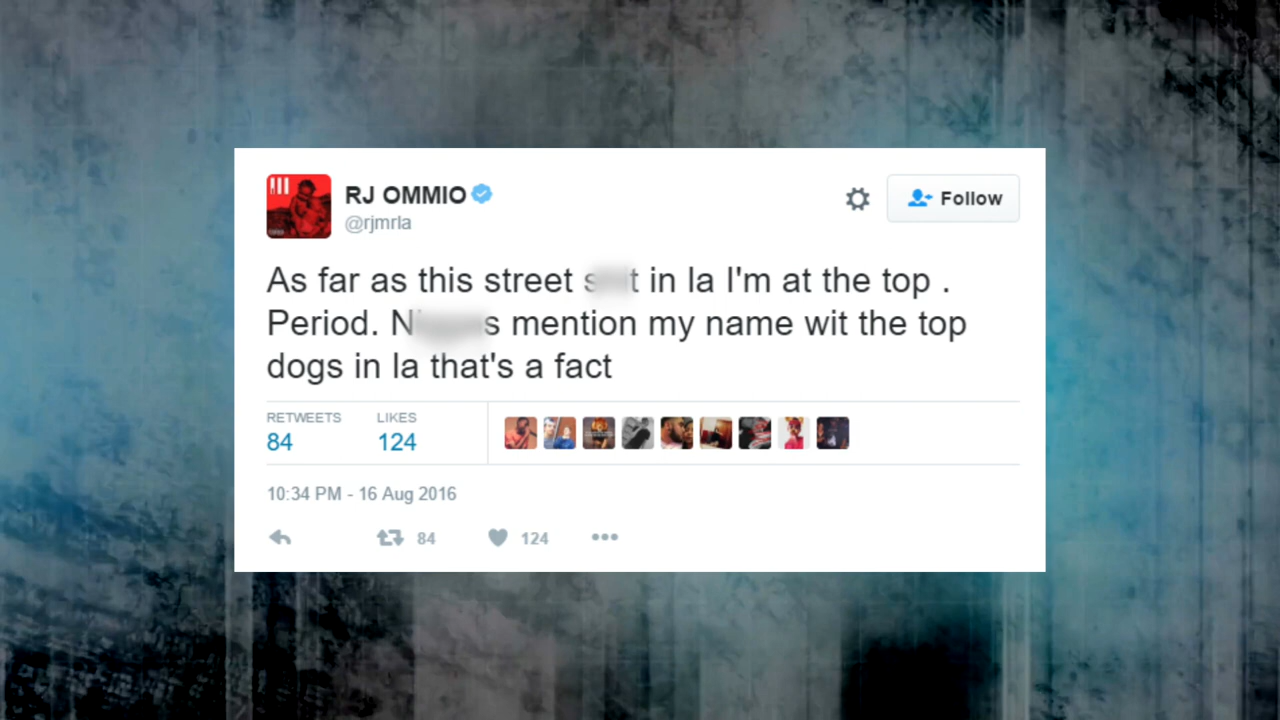 RJ OMMIO
@rjmrla
Follow
As far as this street s t in la I'm at the top .
Period. N s mention my name wit the top
dogs in la that's a fact
RETWEETS LIKES
84 124
10:34 PM - 16 Aug 2016
84 124